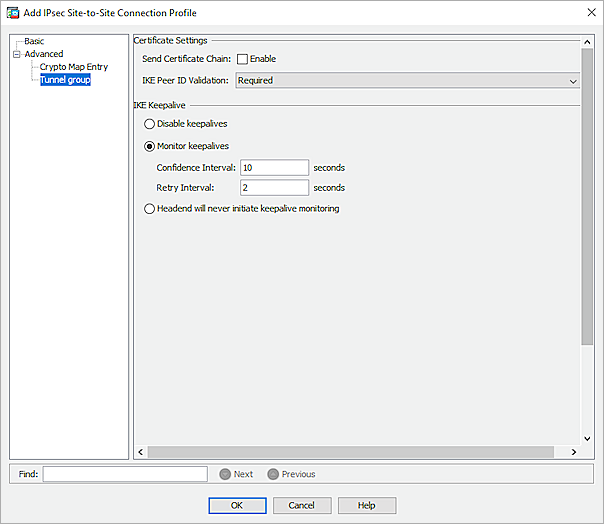 Add IPsec Site-to-Site Connection Profile
Basic
Advanced
Crypto Map Entry
Tunnel group
Certificate Settings
Send Certificate Chain: Enable
IKE Peer ID Validation: Required
IKE Keepalive
Disable keepalives
Monitor keepalives
Confidence Interval: 10 seconds
Retry Interval: 2 seconds
Headend will never initiate keepalive monitoring
Find: Next Previous
OK Cancel Help